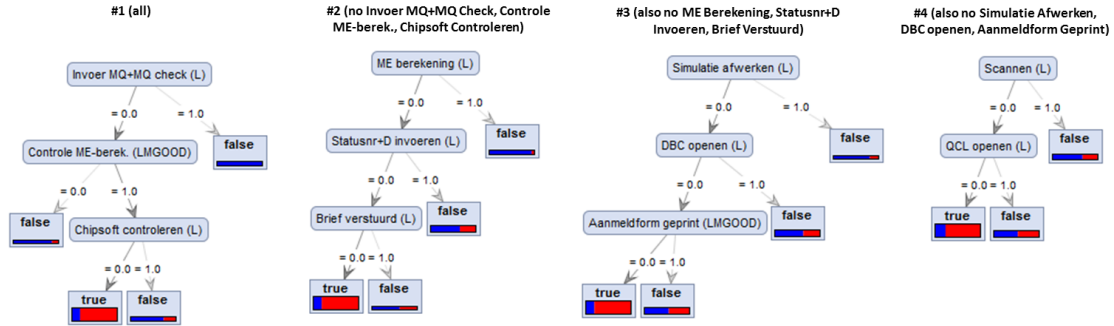 #1 (all)
Invoer MQ+MQ check (L)
= 0.0
= 1.0
Controle ME-berek. (LMGOOD)
false
= 0.0
= 1.0
false
Chipsoft controleren (L)
= 0.0
= 1.0
true
false
#2 (no Invoer MQ+MQ Check, Controle
ME-berek., Chipsoft Controleren)
ME berekening (L)
= 0.0
= 1.0
Statusnr+D invoeren (L)
false
= 0.0
= 1.0
Brief verstuurd (L)
false
= 0.0
= 1.0
true
false
#3 (also no ME Berekening, Statusnr+D
Invoeren, Brief Verstuurd)
Simulatie afwerken (L)
= 0.0
= 1.0
DBC openen (L)
false
= 0.0
= 1.0
Aanmeldform geprint (LMGOOD)
false
= 0.0
= 1.0
true
false
#4 (also no Simulatie Afwerken,
DBC openen, Aanmeldform Geprint)
Scannen (L)
= 0.0
= 1.0
QCL openen (L)
false
= 0.0
= 1.0
true
false